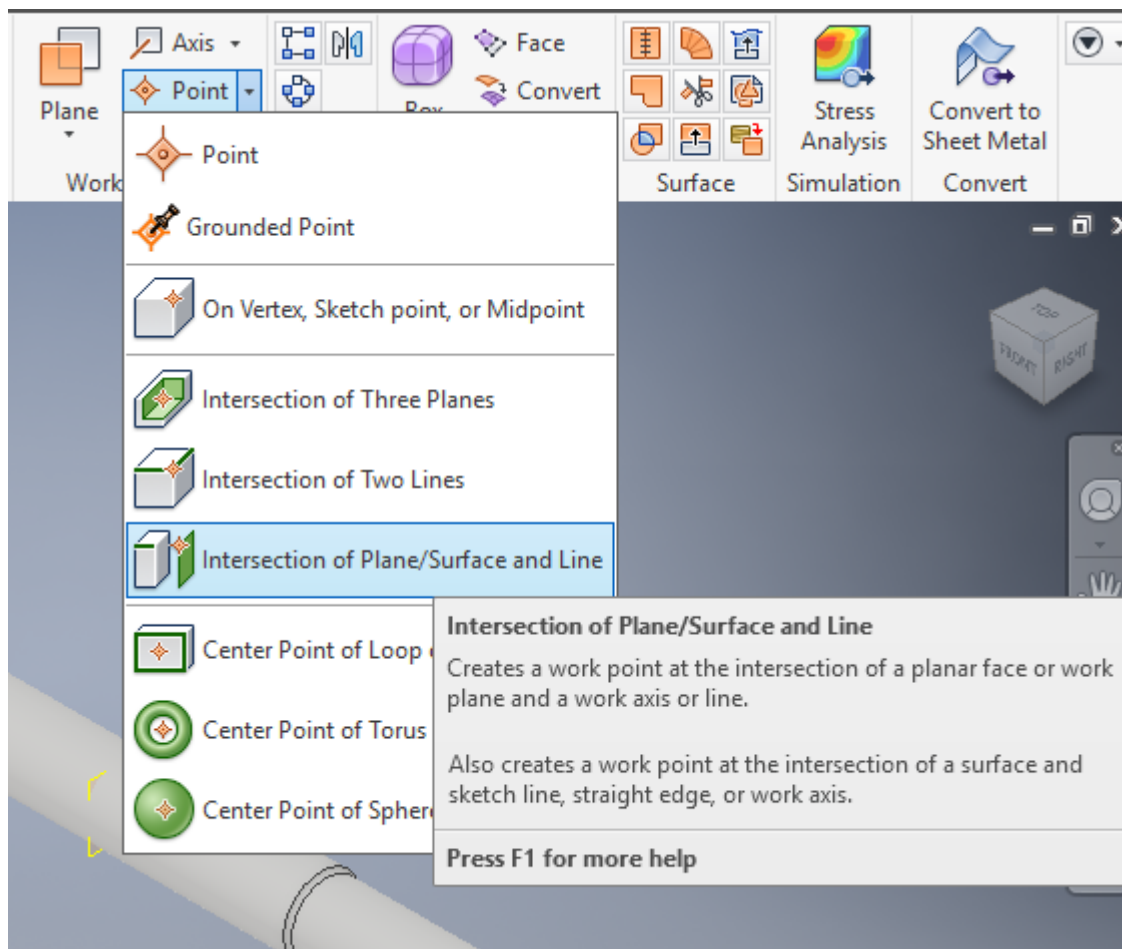 Axis
Face
Point
Convert
Plane
Stress
Analysis
Convert to
Sheet Metal
Work
Surface
Simulation
Convert
Point
Grounded Point
On Vertex, Sketch point, or Midpoint
Intersection of Three Planes
Intersection of Two Lines
Intersection of Plane/Surface and Line
Center Point of Loop
Center Point of Torus
Center Point of Sphere
Intersection of Plane/Surface and Line
Creates a work point at the intersection of a planar face or work
plane and a work axis or line.
Also creates a work point at the intersection of a surface and
sketch line, straight edge, or work axis.
Press F1 for more help
TOP
FRONT
RIGHT